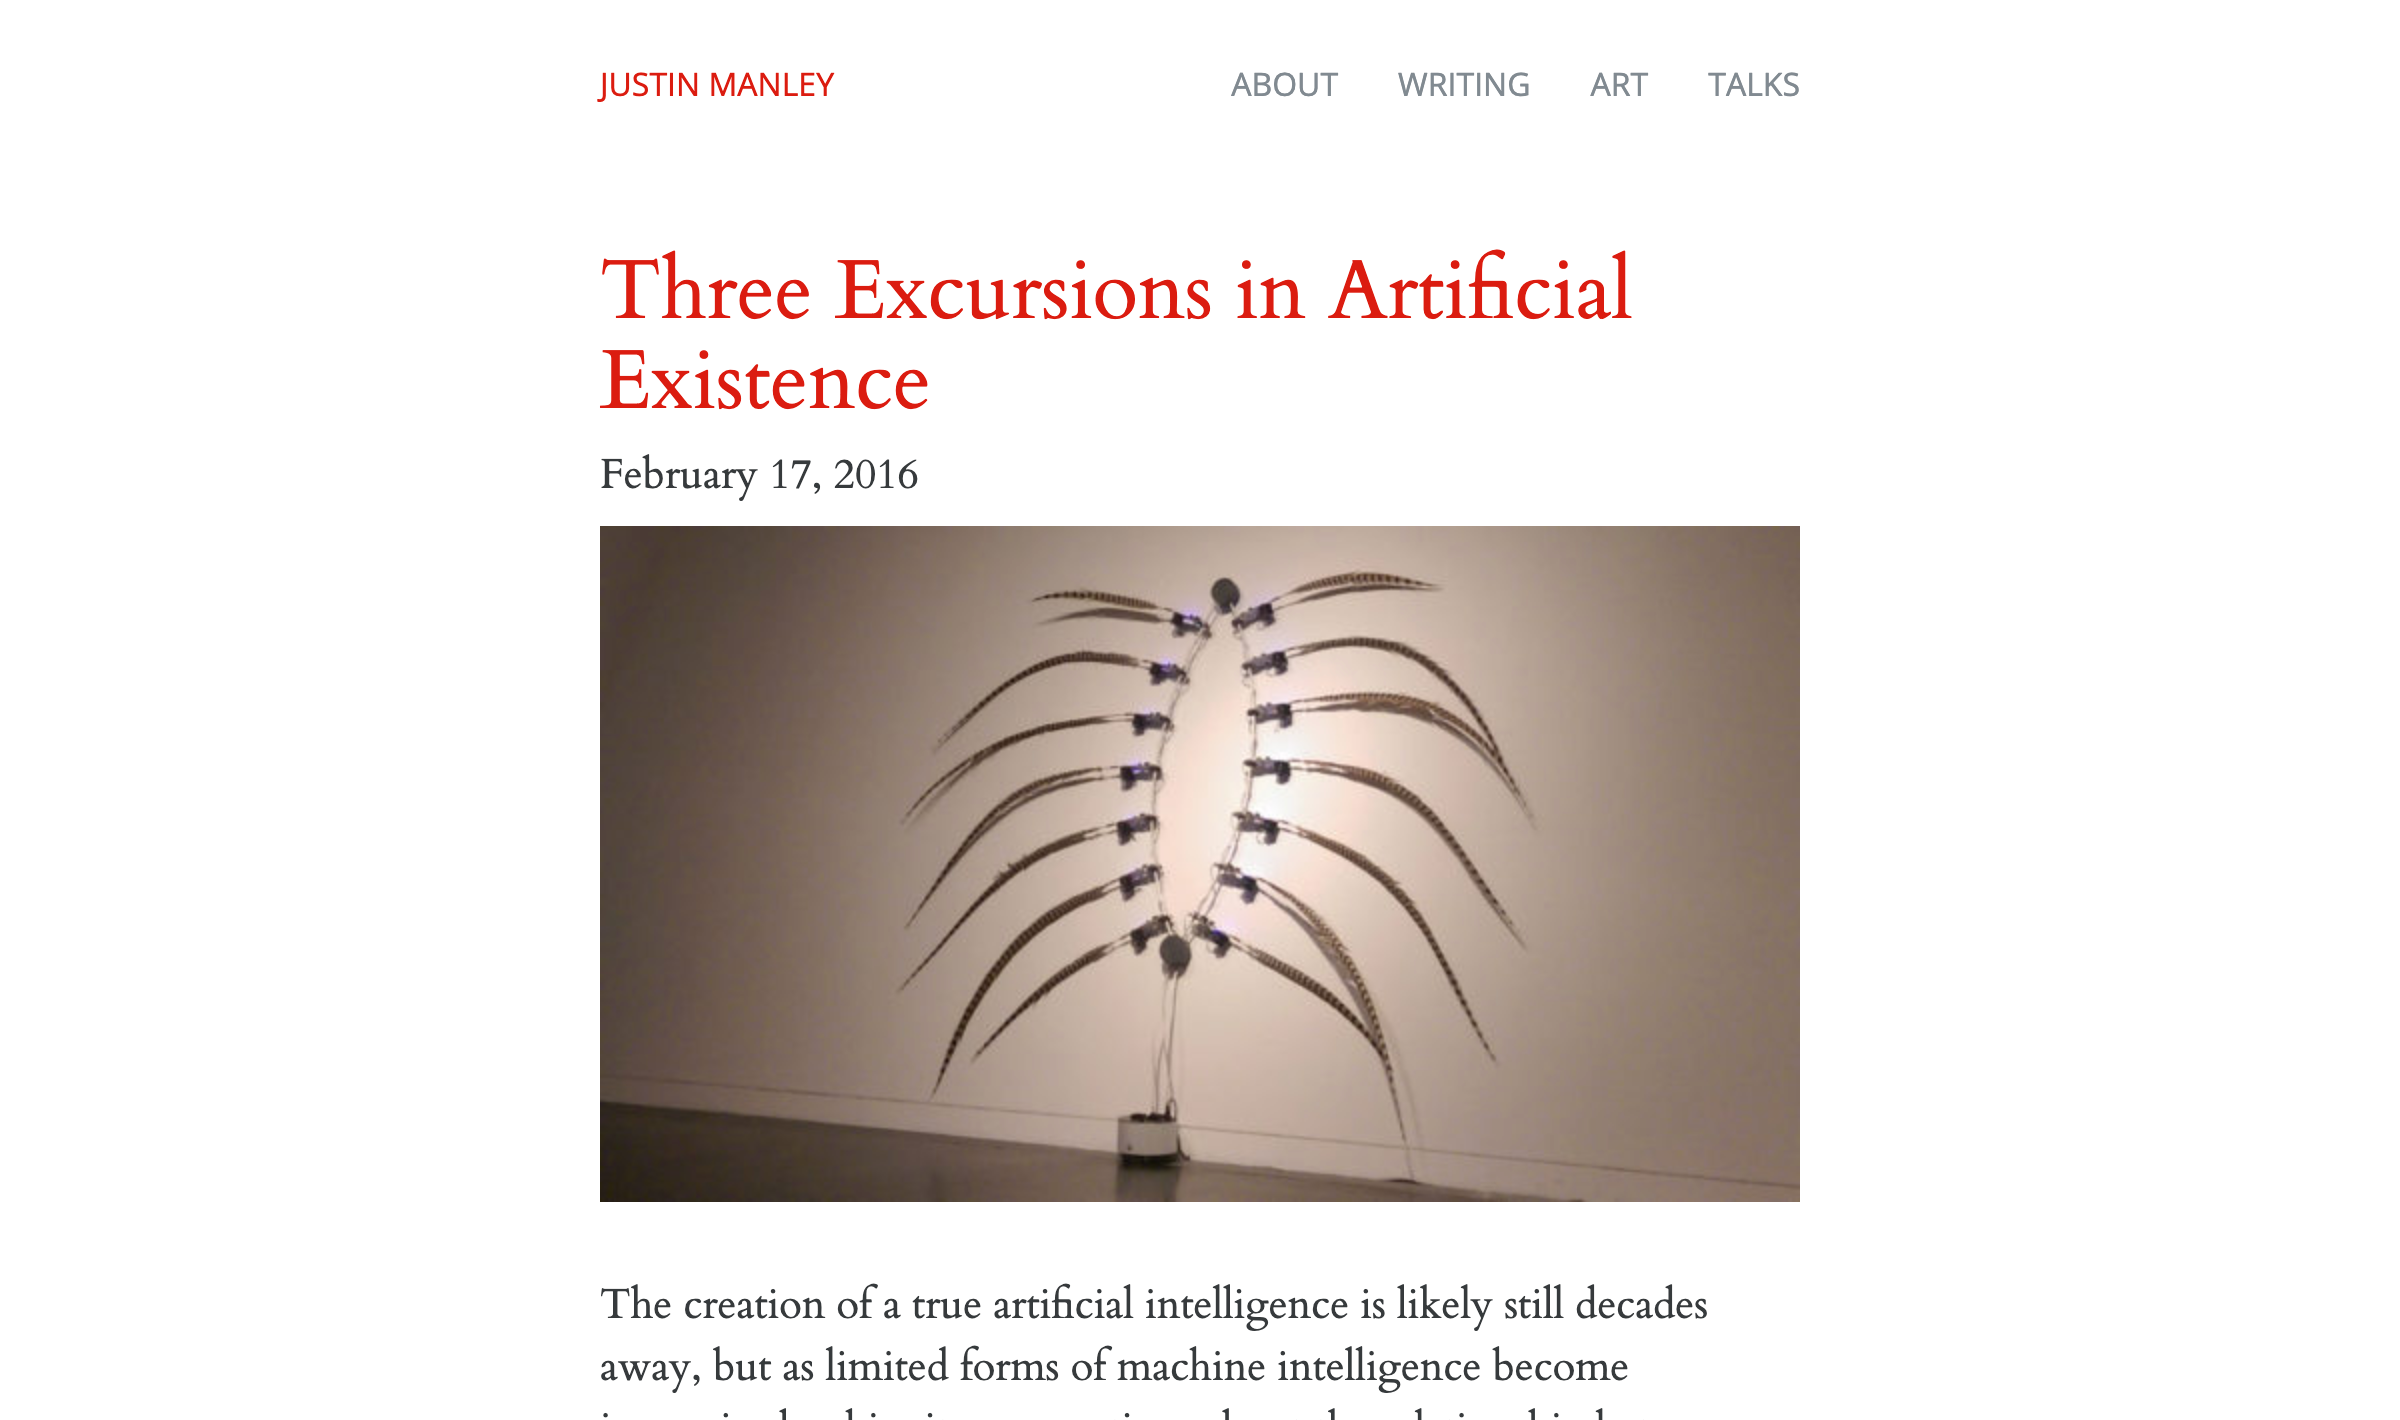 JUSTIN MANLEY
ABOUT WRITING ART TALKS
Three Excursions in Artificial
Existence
February 17, 2016
The creation of a true artificial intelligence is likely still decades
away, but as limited forms of machine intelligence become